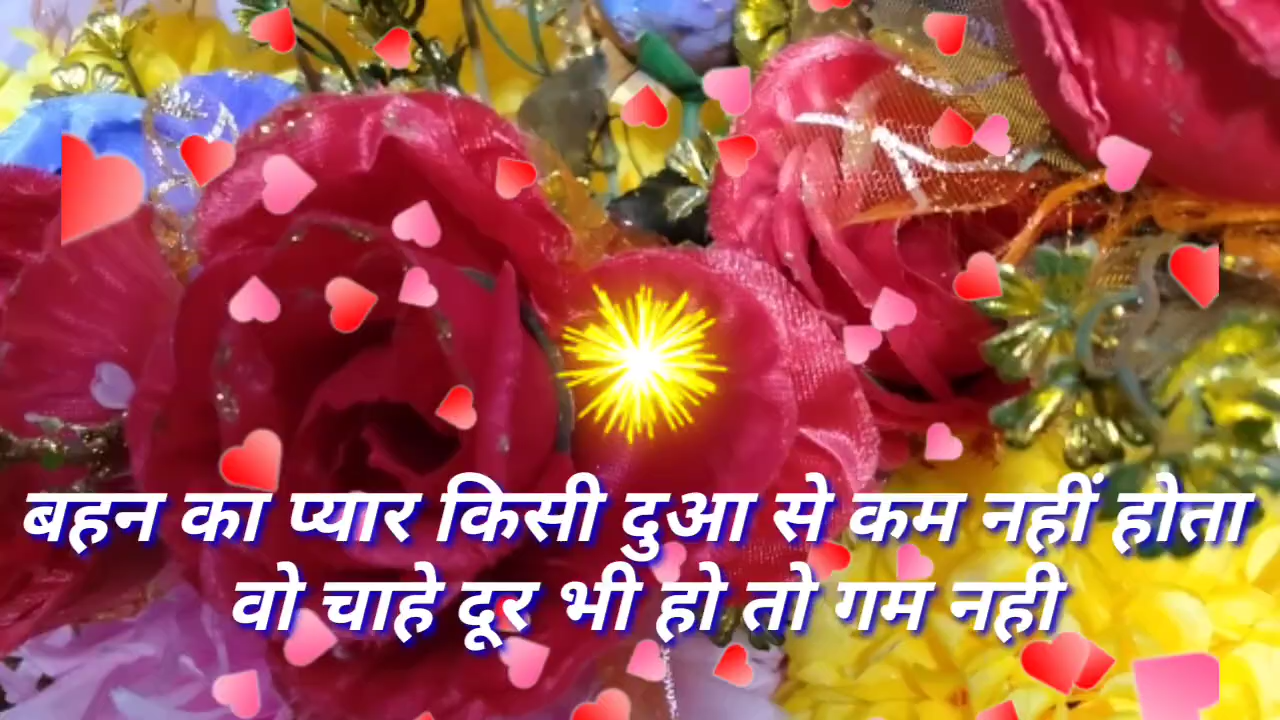 बहन का प्यार किसी दुआ से कम नहीं होता
वो चाहे दूर भी हो तो गम नही